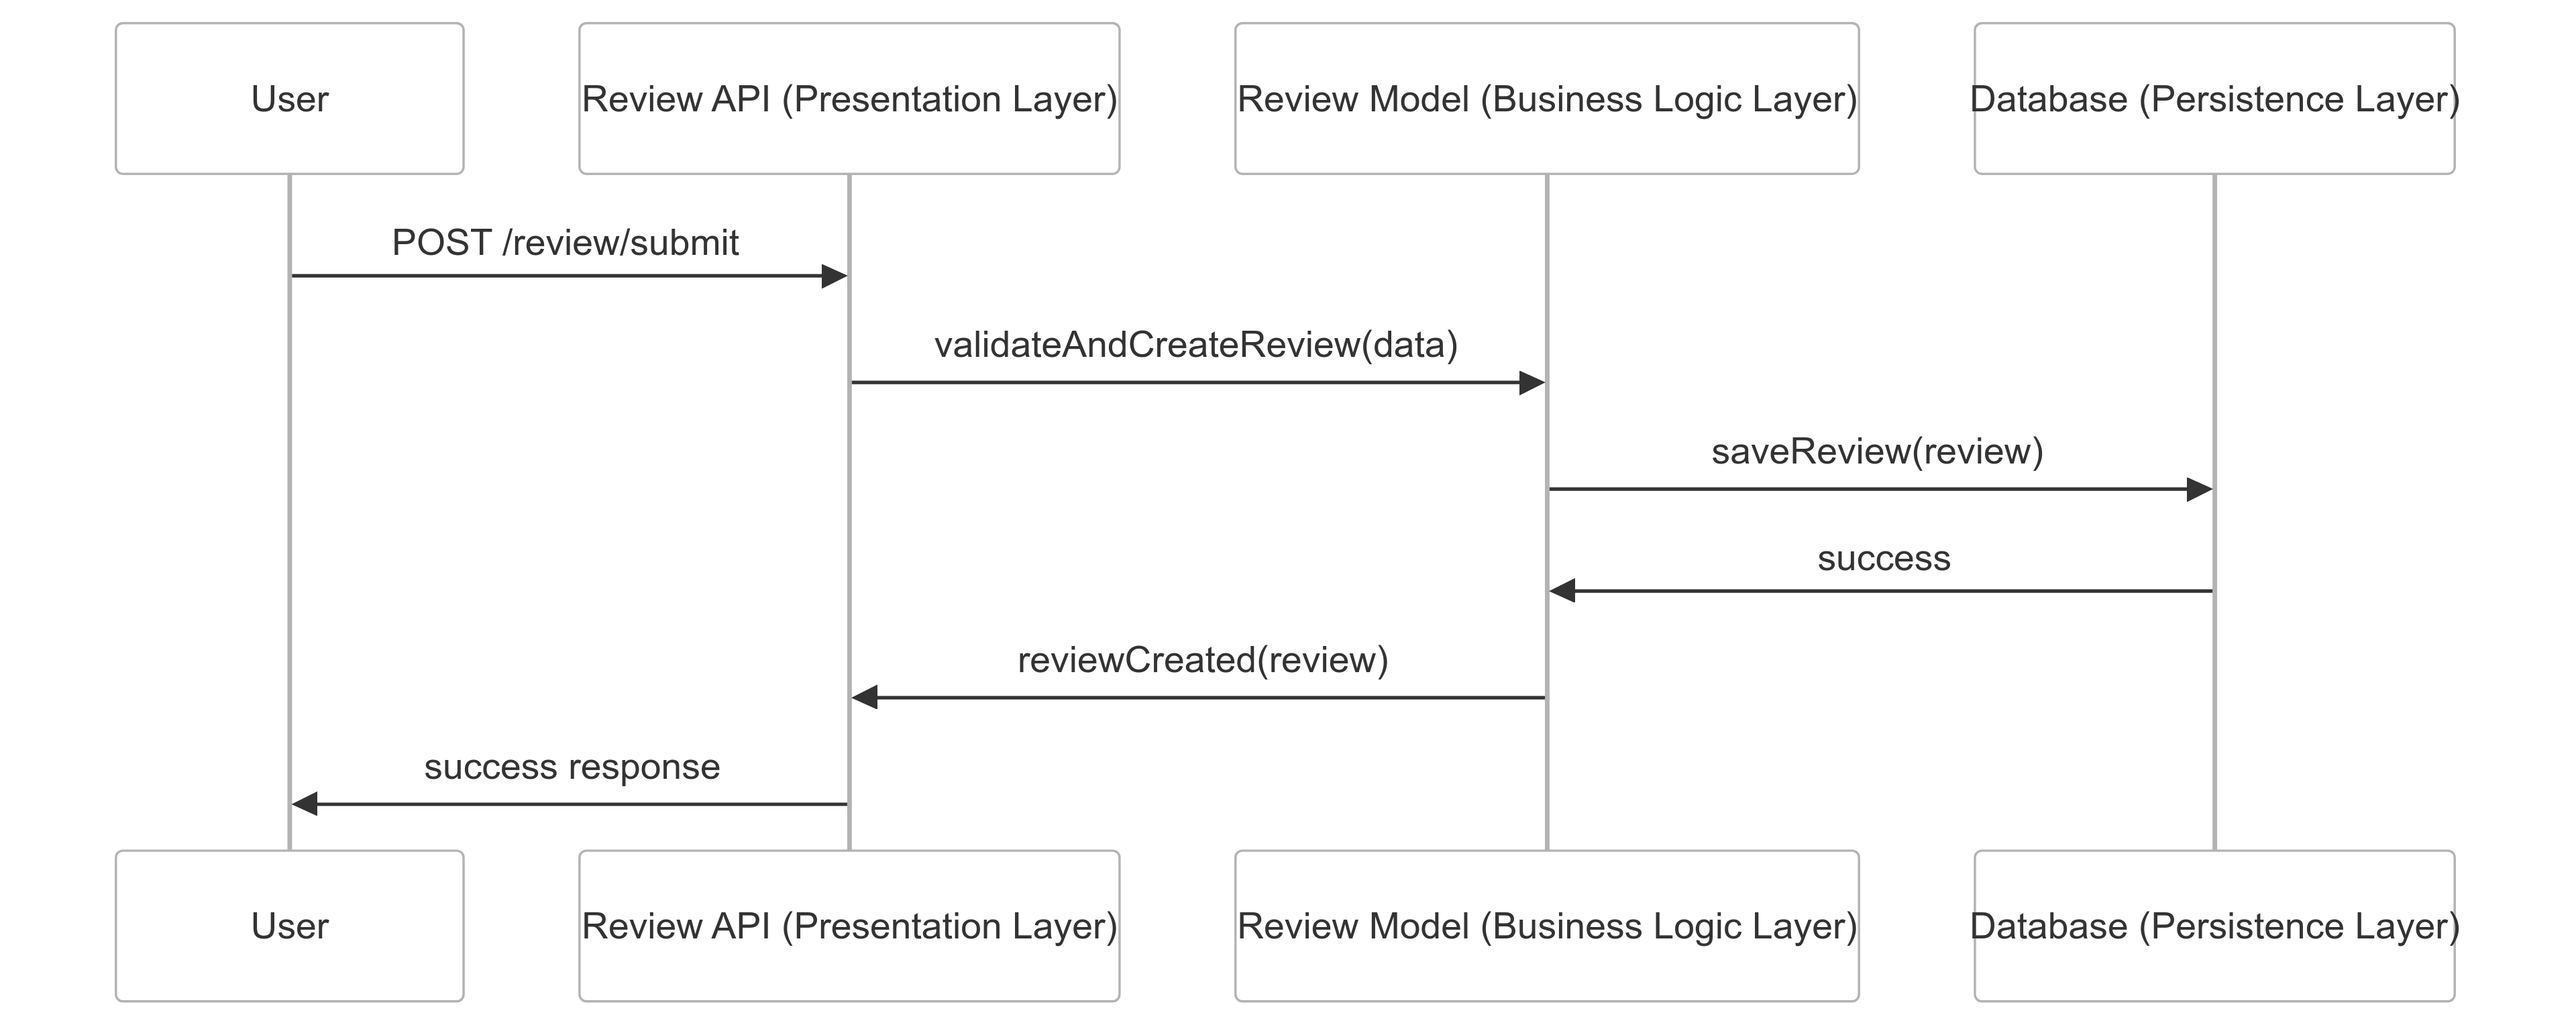 User
Review API (Presentation Layer)
Review Model (Business Logic Layer)
Database (Persistence Layer)
POST /review/submit
validateAndCreateReview(data)
saveReview(review)
success
reviewCreated(review)
success response
User
Review API (Presentation Layer)
Review Model (Business Logic Layer)
Database (Persistence Layer)